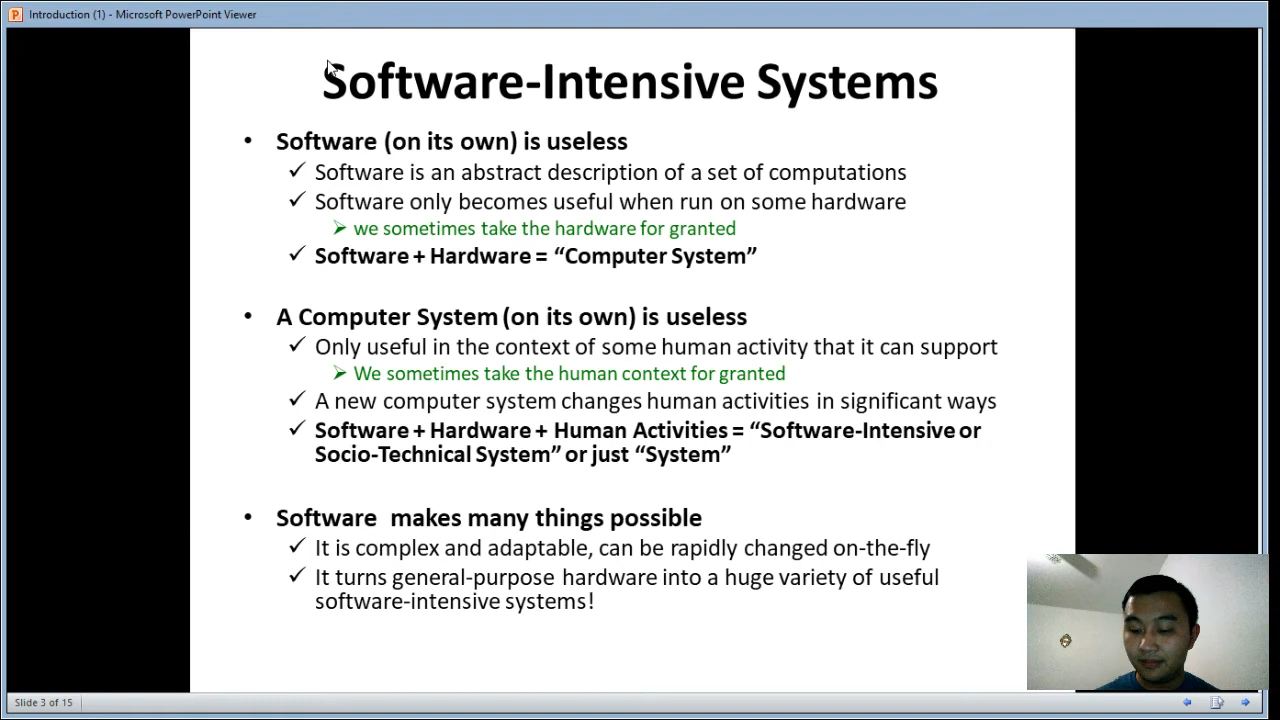 Introduction (1) - Microsoft PowerPoint Viewer
Software-Intensive Systems
• Software (on its own) is useless
✓ Software is an abstract description of a set of computations
✓ Software only becomes useful when run on some hardware
➢ we sometimes take the hardware for granted
✓ Software + Hardware = “Computer System”
• A Computer System (on its own) is useless
✓ Only useful in the context of some human activity that it can support
➢ We sometimes take the human context for granted
✓ A new computer system changes human activities in significant ways
✓ Software + Hardware + Human Activities = “Software-Intensive or
Socio-Technical System” or just “System”
• Software makes many things possible
✓ It is complex and adaptable, can be rapidly changed on-the-fly
✓ It turns general-purpose hardware into a huge variety of useful
software-intensive systems!
Slide 3 of 15